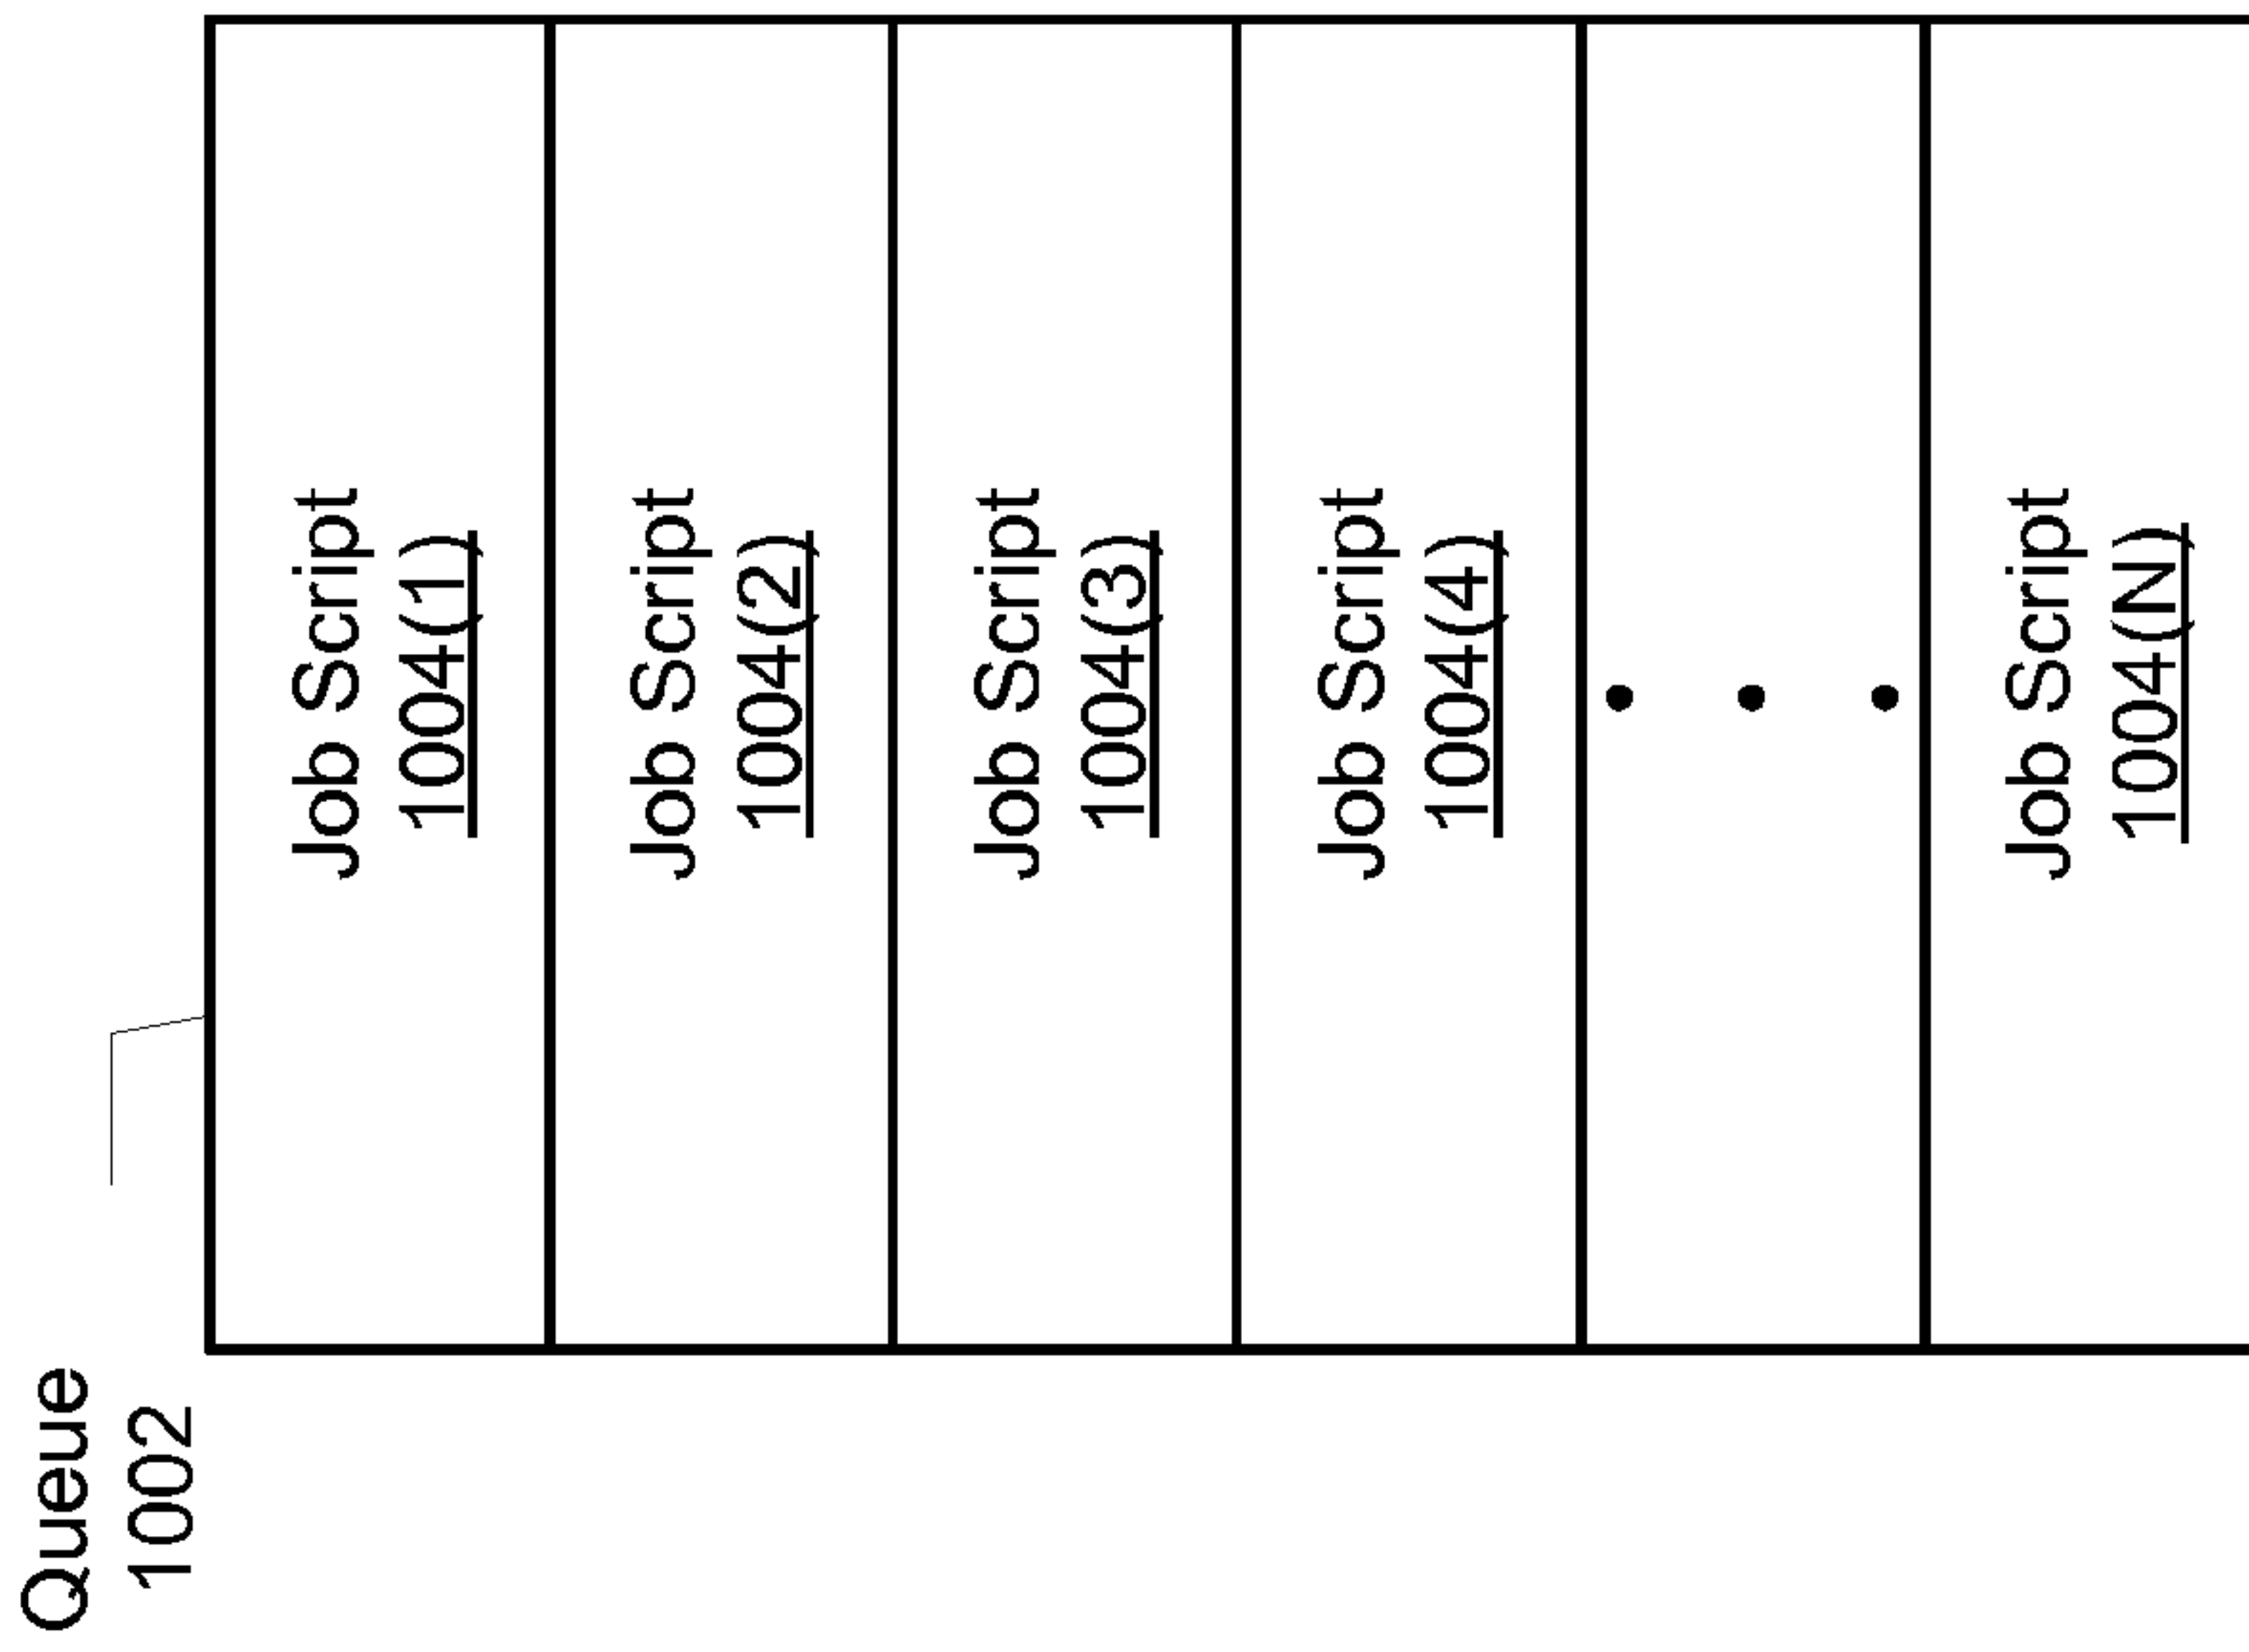 Queue
1002
Job Script
1004(1)
Job Script
1004(2)
Job Script
1004(3)
Job Script
1004(4)
• • •
Job Script
1004(N)